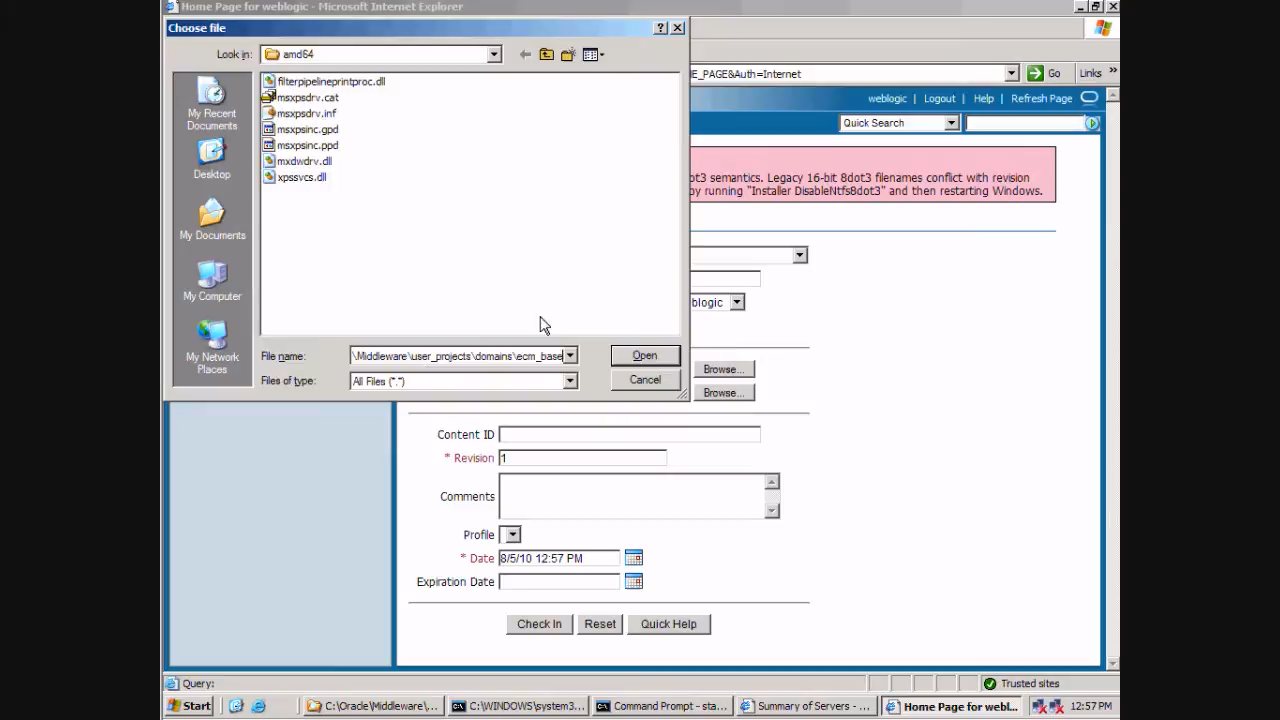 Home Page for weblogic - Microsoft Internet Explorer
Choose file
Look in:
amd64
E_PAGE&Auth=Internet
Go
Links
My Recent
Documents
Desktop
My Documents
My Computer
My Network
Places
filterpipelineprintproc.dll
msxpsdrv.cat
msxpsdrv.inf
msxpsinc.gpd
msxpsinc.ppd
mxdwdrv.dll
xpssvcs.dll
weblogic
Logout
Help
Refresh Page
Quick Search
ot3 semantics. Legacy 16-bit 8dot3 filenames conflict with revision
by running "Installer DisableNtfs8dot3" and then restarting Windows.
blogic
File name:
\Middleware\user_projects\domains\ecm_base
Open
Files of type:
All Files (*.*)
Cancel
Browse...
Browse...
Content ID
* Revision
1
Comments
Profile
* Date
8/5/10 12:57 PM
Expiration Date
Check In
Reset
Quick Help
Query:
Trusted sites
Start
C:\Oracle\Middleware\...
C:\WINDOWS\system3...
Command Prompt - sta...
Summary of Servers - ...
Home Page for webl...
12:57 PM